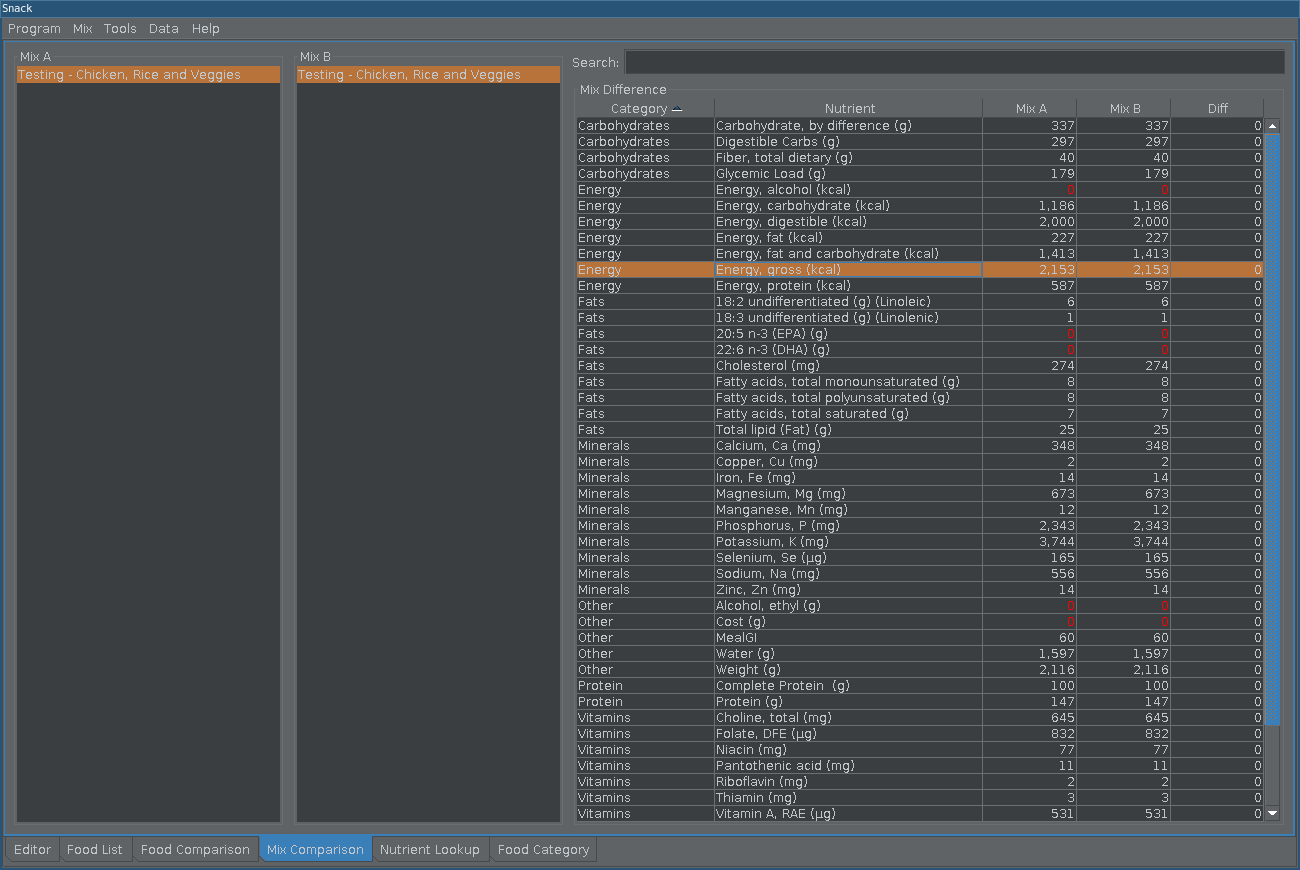 Snack
Program Mix Tools Data Help
Mix A
Testing - Chicken, Rice and Veggies
Mix B
Testing - Chicken, Rice and Veggies
Search:
Mix Difference
Category Nutrient Mix A Mix B Diff
Carbohydrates Carbohydrate, by difference (g) 337 337 0
Carbohydrates Digestible Carbs (g) 297 297 0
Carbohydrates Fiber, total dietary (g) 40 40 0
Carbohydrates Glycemic Load (g) 179 179 0
Energy Energy, alcohol (kcal) 0 0 0
Energy Energy, carbohydrate (kcal) 1,186 1,186 0
Energy Energy, digestible (kcal) 2,000 2,000 0
Energy Energy, fat (kcal) 227 227 0
Energy Energy, fat and carbohydrate (kcal) 1,413 1,413 0
Energy Energy, gross (kcal) 2,153 2,153 0
Energy Energy, protein (kcal) 587 587 0
Fats 18:2 undifferentiated (g) (Linoleic) 6 6 0
Fats 18:3 undifferentiated (g) (Linolenic) 1 1 0
Fats 20:5 n-3 (EPA) (g) 0 0 0
Fats 22:6 n-3 (DHA) (g) 0 0 0
Fats Cholesterol (mg) 274 274 0
Fats Fatty acids, total monounsaturated (g) 8 8 0
Fats Fatty acids, total polyunsaturated (g) 8 8 0
Fats Fatty acids, total saturated (g) 7 7 0
Fats Total lipid (Fat) (g) 25 25 0
Minerals Calcium, Ca (mg) 348 348 0
Minerals Copper, Cu (mg) 2 2 0
Minerals Iron, Fe (mg) 14 14 0
Minerals Magnesium, Mg (mg) 673 673 0
Minerals Manganese, Mn (mg) 12 12 0
Minerals Phosphorus, P (mg) 2,343 2,343 0
Minerals Potassium, K (mg) 3,744 3,744 0
Minerals Selenium, Se (µg) 165 165 0
Minerals Sodium, Na (mg) 556 556 0
Minerals Zinc, Zn (mg) 14 14 0
Other Alcohol, ethyl (g) 0 0 0
Other Cost (g) 0 0 0
Other MealGI 60 60 0
Other Water (g) 1,597 1,597 0
Other Weight (g) 2,116 2,116 0
Protein Complete Protein (g) 100 100 0
Protein Protein (g) 147 147 0
Vitamins Choline, total (mg) 645 645 0
Vitamins Folate, DFE (µg) 832 832 0
Vitamins Niacin (mg) 77 77 0
Vitamins Pantothenic acid (mg) 11 11 0
Vitamins Riboflavin (mg) 2 2 0
Vitamins Thiamin (mg) 3 3 0
Vitamins Vitamin A, RAE (µg) 531 531 0
Editor Food List Food Comparison Mix Comparison Nutrient Lookup Food Category